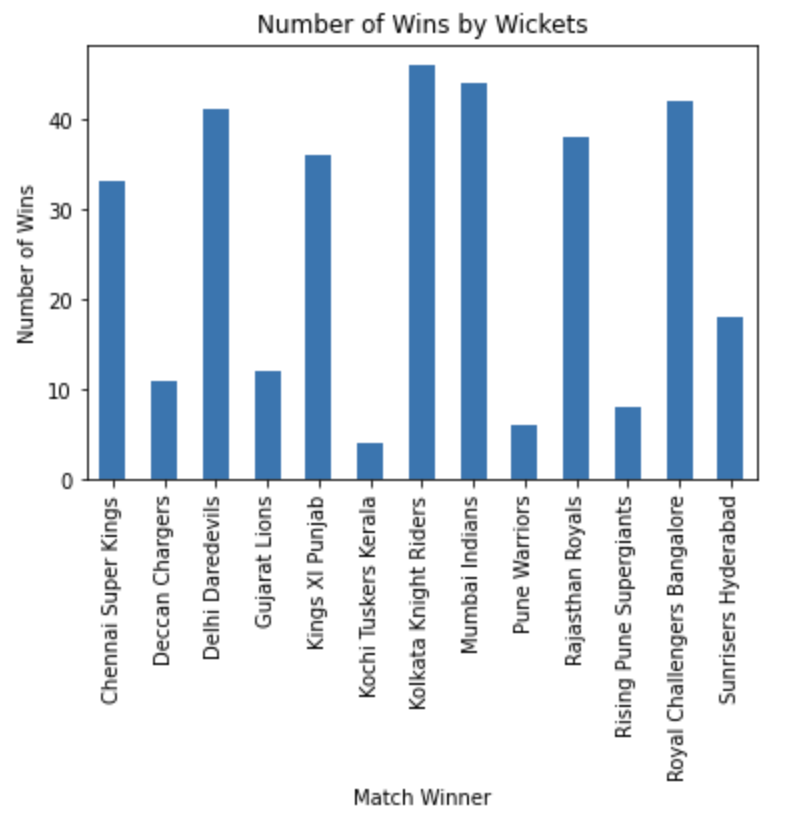 Number of Wins by Wickets
Number of Wins
40
30
20
10
0
Chennai Super Kings
Deccan Chargers
Delhi Daredevils
Gujarat Lions
Kings XI Punjab
Kochi Tuskers Kerala
Kolkata Knight Riders
Mumbai Indians
Pune Warriors
Rajasthan Royals
Rising Pune Supergiants
Royal Challengers Bangalore
Sunrisers Hyderabad
Match Winner